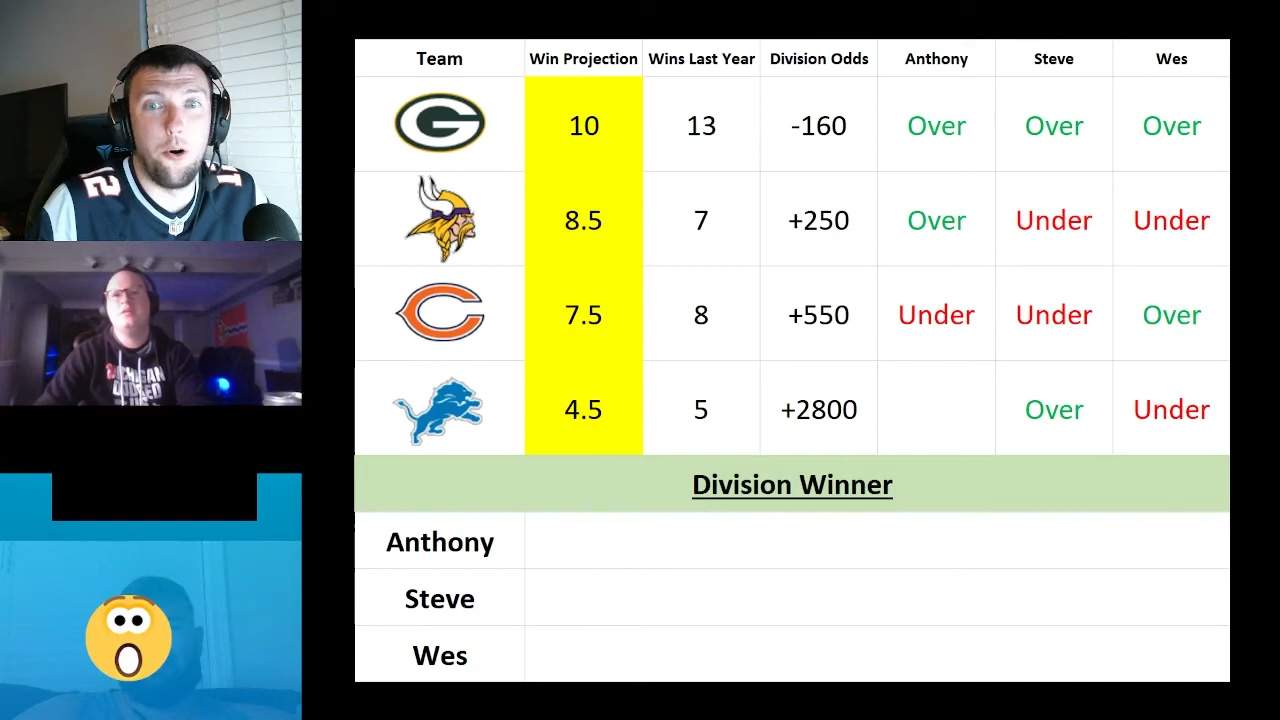 Team Win Projection Wins Last Year Division Odds Anthony Steve Wes
G 10 13 -160 Over Over Over
8.5 7 +250 Over Under Under
C 7.5 8 +550 Under Under Over
4.5 5 +2800 Over Under
Division Winner
Anthony
Steve
Wes
12